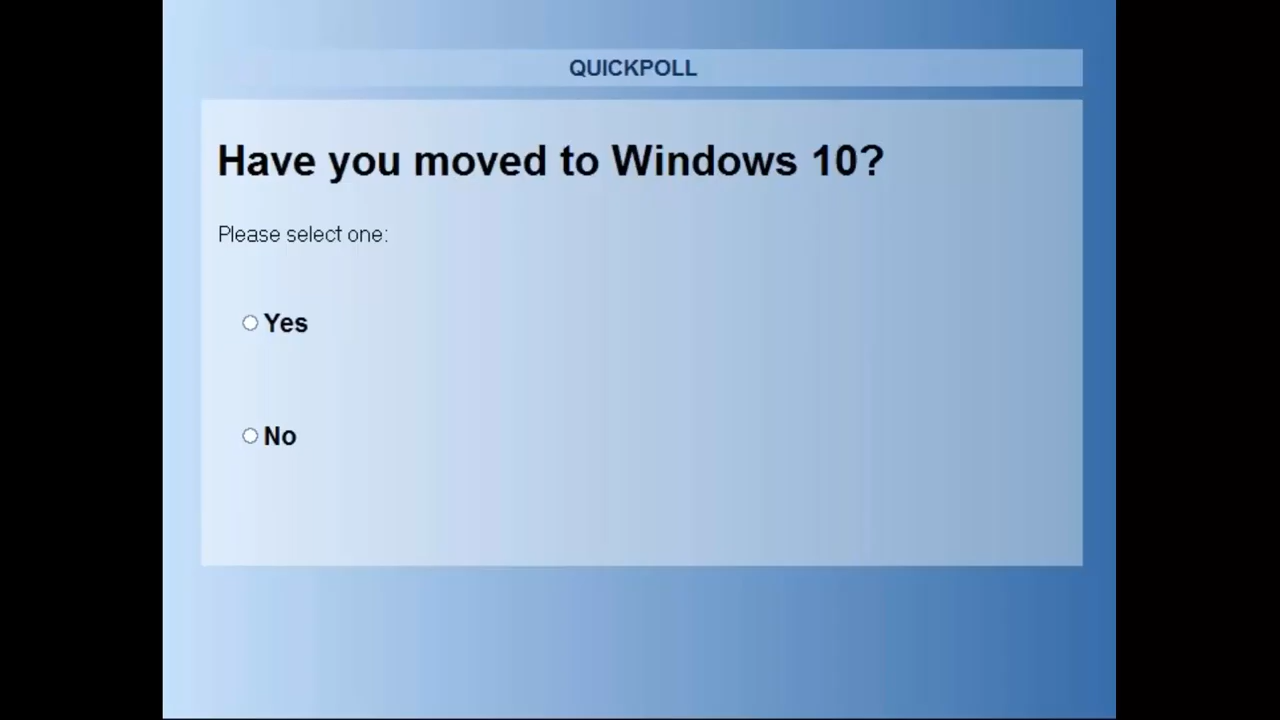 QUICKPOLL
Have you moved to Windows 10?
Please select one:
Yes
No